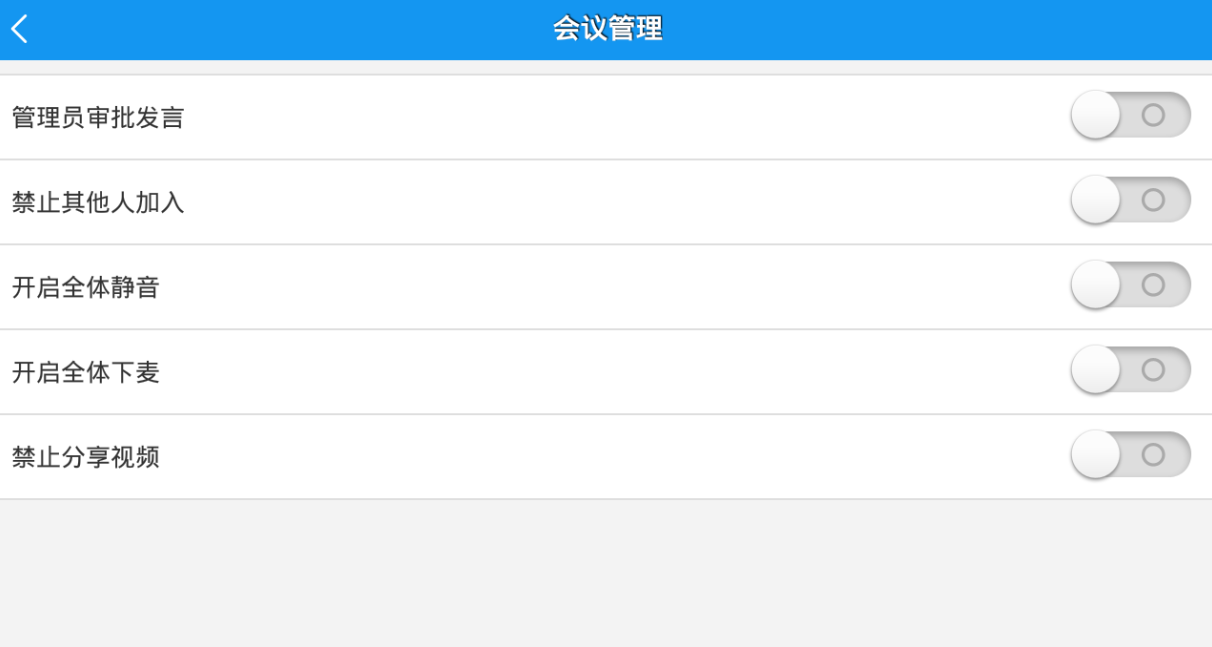 会议管理
管理员审批发言
禁止其他人加入
开启全体静音
开启全体下麦
禁止分享视频